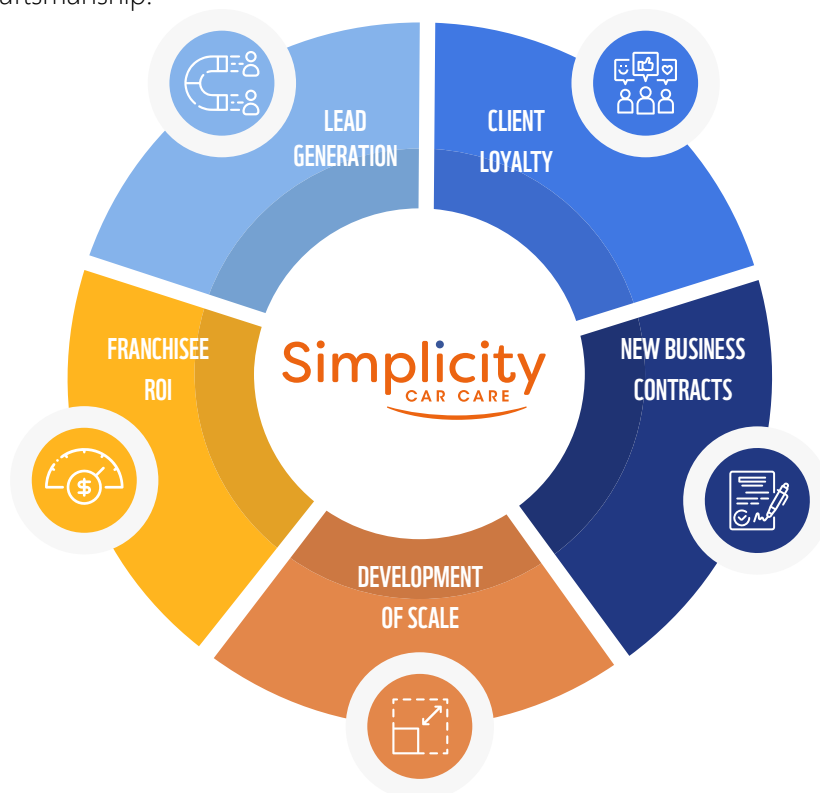 LEAD
GENERATION
CLIENT
LOYALTY
FRANCHISEE
ROI
Simplicity
CAR CARE
NEW BUSINESS
CONTRACTS
$
DEVELOPMENT
OF SCALE